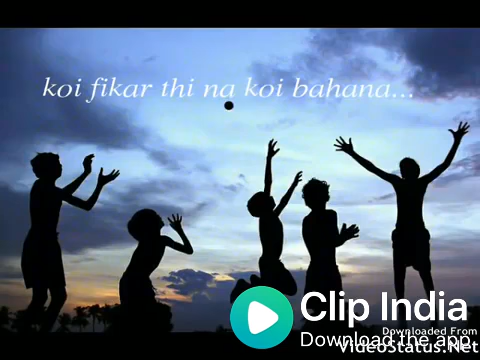 koi fikar thi na koi bahana...
Clip India
Download the app
Downloaded From
VideoStatus.Net